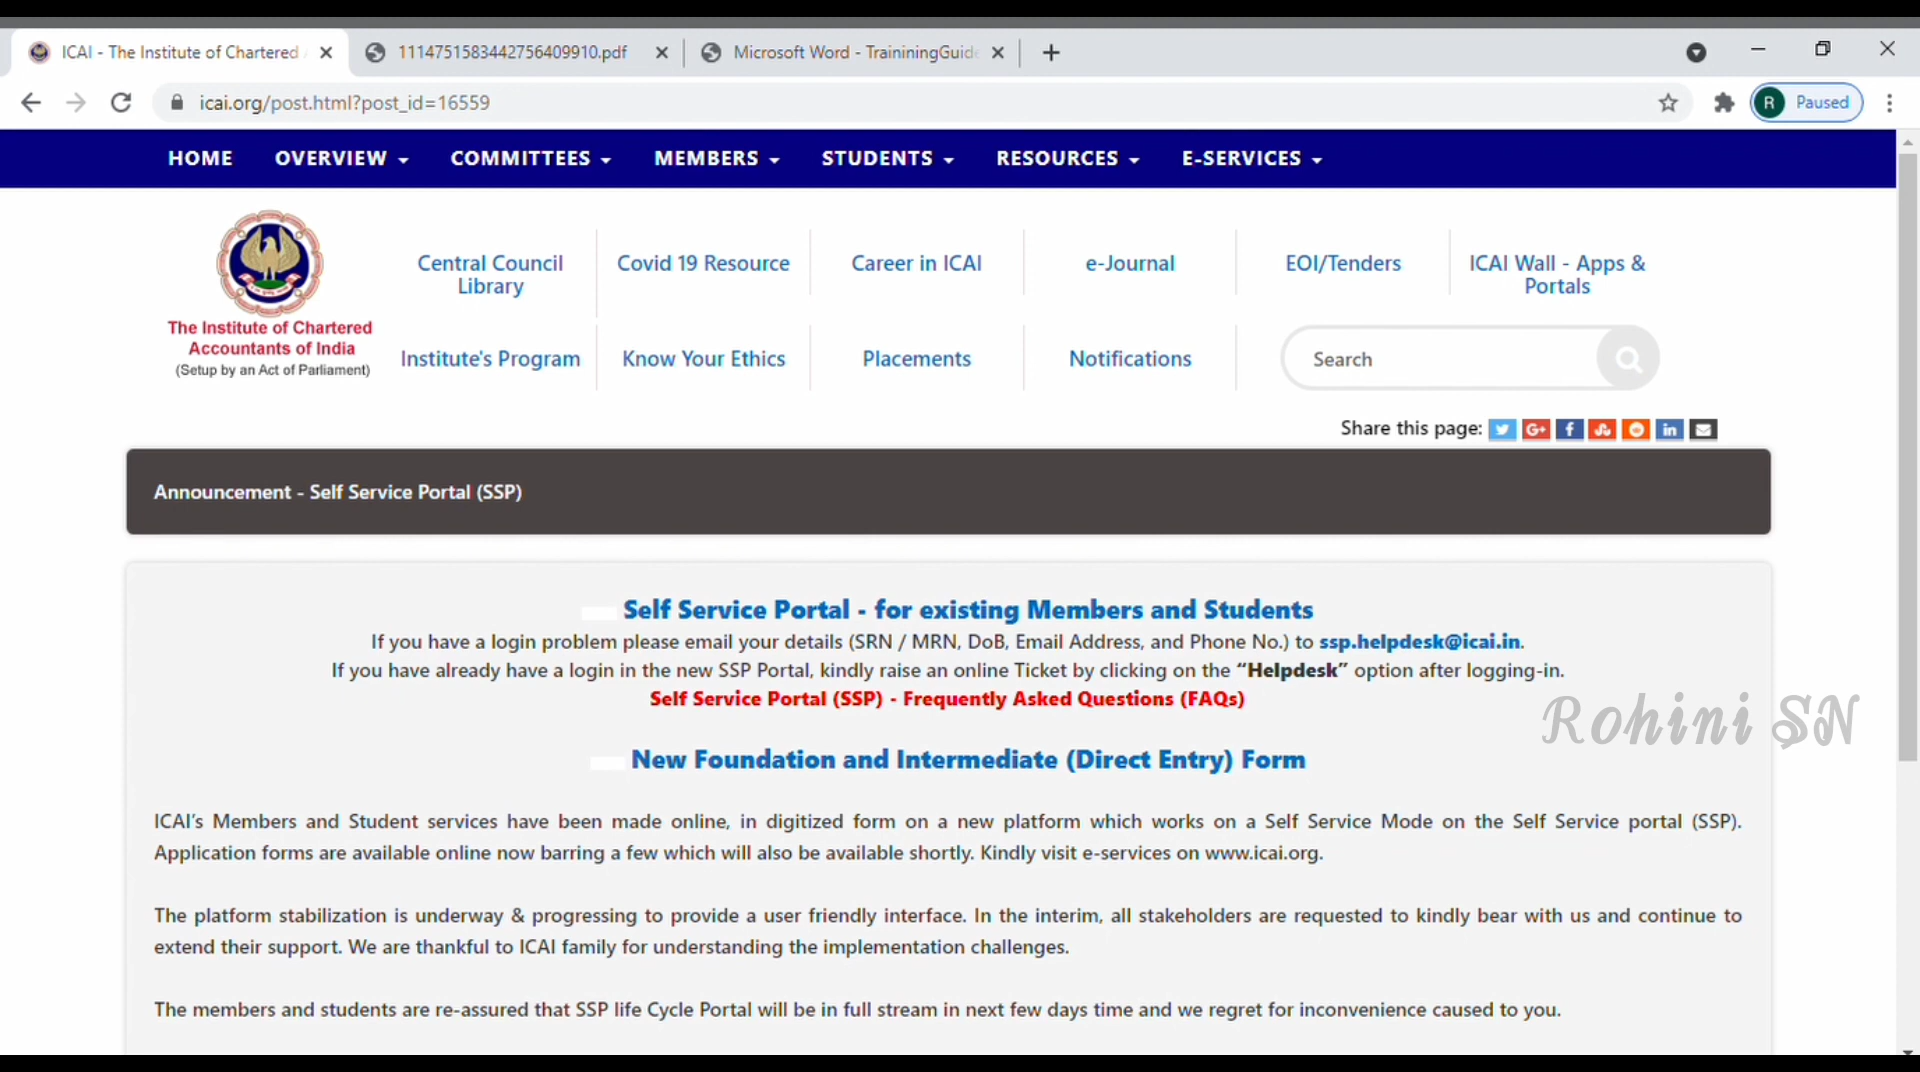 ICAI - The Institute of Chartered
1114751583442756409910.pdf
Microsoft Word - TraininingGuide
icai.org/post.html?post_id=16559
R Paused
HOME OVERVIEW COMMITTEES MEMBERS STUDENTS RESOURCES E-SERVICES
The Institute of Chartered
Accountants of India
(Setup by an Act of Parliament)
Central Council
Library
Covid 19 Resource
Career in ICAI
e-Journal
EOI/Tenders
ICAI Wall - Apps &
Portals
Institute's Program
Know Your Ethics
Placements
Notifications
Search
Share this page:
Announcement - Self Service Portal (SSP)
Self Service Portal - for existing Members and Students
If you have a login problem please email your details (SRN / MRN, DoB, Email Address, and Phone No.) to ssp.helpdesk@icai.in.
If you have already have a login in the new SSP Portal, kindly raise an online Ticket by clicking on the “Helpdesk” option after logging-in.
Self Service Portal (SSP) - Frequently Asked Questions (FAQs)
Rohini SN
New Foundation and Intermediate (Direct Entry) Form
ICAI’s Members and Student services have been made online, in digitized form on a new platform which works on a Self Service Mode on the Self Service portal (SSP).
Application forms are available online now barring a few which will also be available shortly. Kindly visit e-services on www.icai.org.
The platform stabilization is underway & progressing to provide a user friendly interface. In the interim, all stakeholders are requested to kindly bear with us and continue to
extend their support. We are thankful to ICAI family for understanding the implementation challenges.
The members and students are re-assured that SSP life Cycle Portal will be in full stream in next few days time and we regret for inconvenience caused to you.